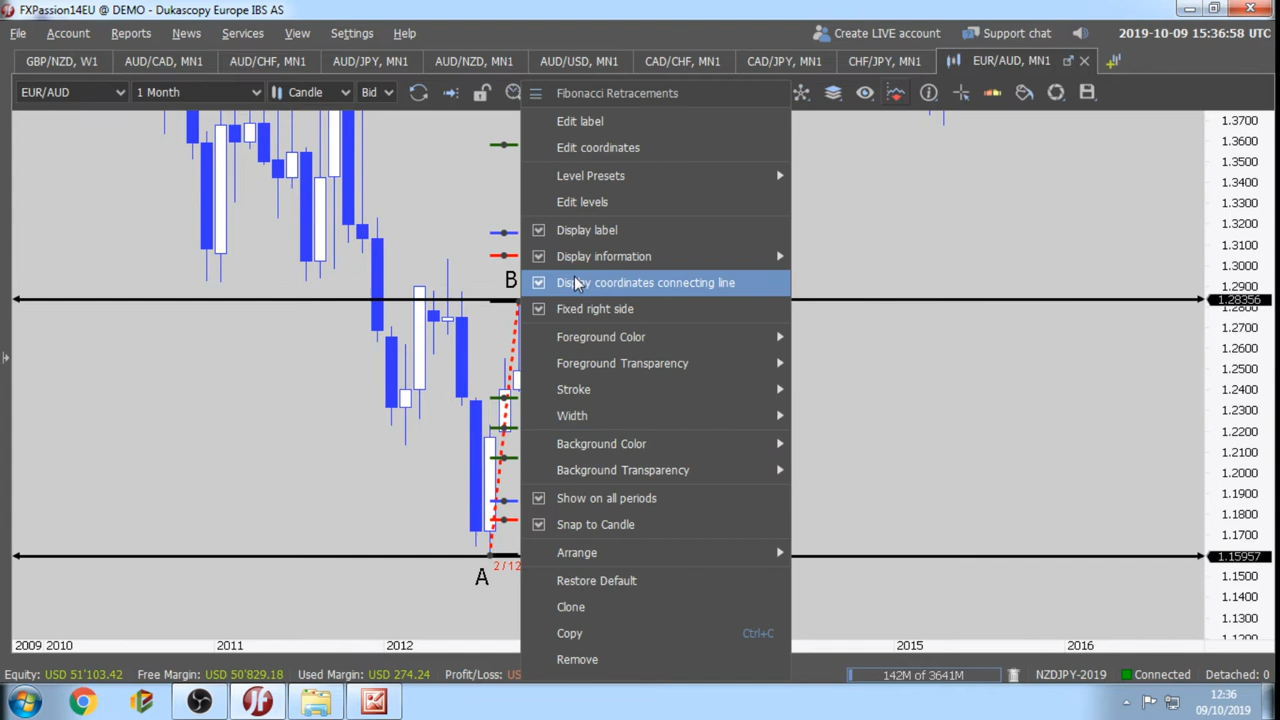 FXPassion14EU @ DEMO - Dukascopy Europe IBS AS
File Account Reports News Services View Settings Help Create LIVE account Support chat 2019-10-09 15:36:58 UTC
GBP/NZD, W1 AUD/CAD, MN1 AUD/CHF, MN1 AUD/JPY, MN1 AUD/NZD, MN1 AUD/USD, MN1 CAD/CHF, MN1 CAD/JPY, MN1 CHF/JPY, MN1 EUR/AUD, MN1
EUR/AUD 1 Month Candle Bid
Fibonacci Retracements
Edit label
Edit coordinates
Level Presets
Edit levels
Display label
Display information
Display coordinates connecting line
Fixed right side
Foreground Color
Foreground Transparency
Stroke
Width
Background Color
Background Transparency
Show on all periods
Snap to Candle
Arrange
Restore Default
Clone
Copy Ctrl+C
Remove
B
A
2 / 12
1.3700
1.3600
1.3500
1.3400
1.3300
1.3200
1.3100
1.3000
1.2900
1.28356
1.2800
1.2700
1.2600
1.2500
1.2400
1.2300
1.2200
1.2100
1.2000
1.1900
1.1800
1.1700
1.15957
1.1500
1.1400
1.1300
1.1200
2009 2010 2011 2012 2015 2016
Equity: USD 51'103.42 Free Margin: USD 50'829.18 Used Margin: USD 274.24 Profit/Loss: US 142M of 3641M NZDJPY-2019 Connected Detached: 0
12:36
09/10/2019